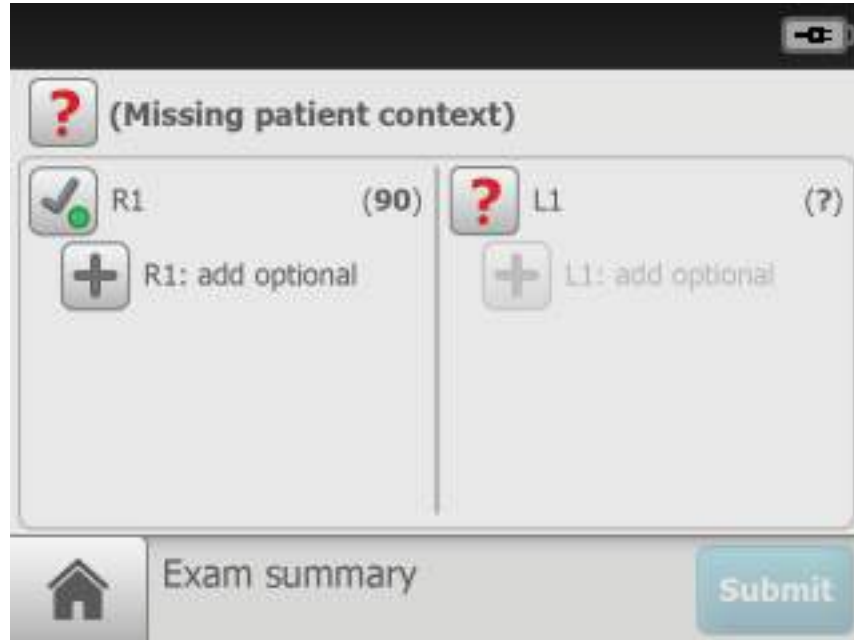 ? (Missing patient context)
R1 (90)
R1: add optional
? L1 (?)
L1: add optional
Exam summary
Submit